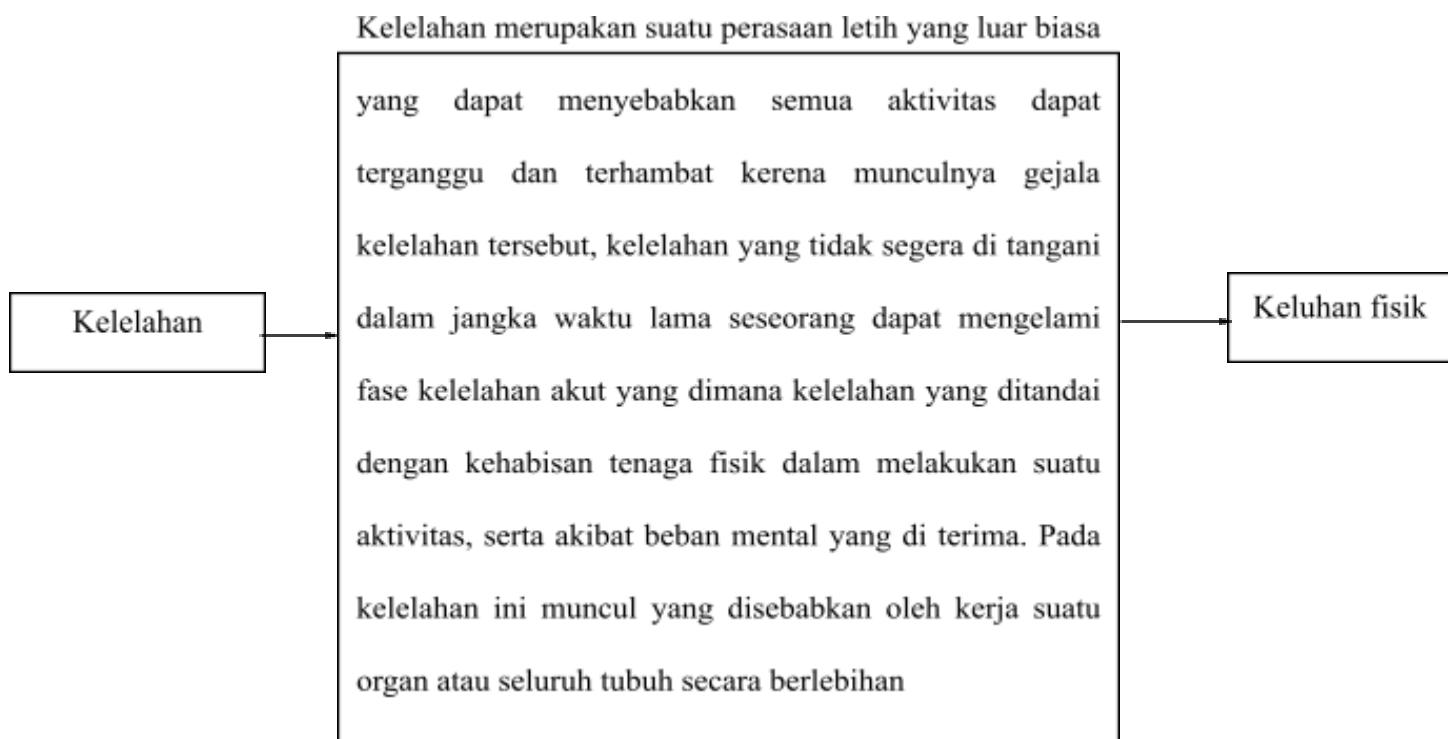 Kelelahan merupakan suatu perasaan letih yang luar biasa
yang dapat menyebabkan semua aktivitas dapat
terganggu dan terhambat kerena munculnya gejala
kelelahan tersebut, kelelahan yang tidak segera di tangani
dalam jangka waktu lama seseorang dapat mengelami
fase kelelahan akut yang dimana kelelahan yang ditandai
dengan kehabisan tenaga fisik dalam melakukan suatu
aktivitas, serta akibat beban mental yang di terima. Pada
kelelahan ini muncul yang disebabkan oleh kerja suatu
organ atau seluruh tubuh secara berlebihan
Kelelahan
Keluhan fisik